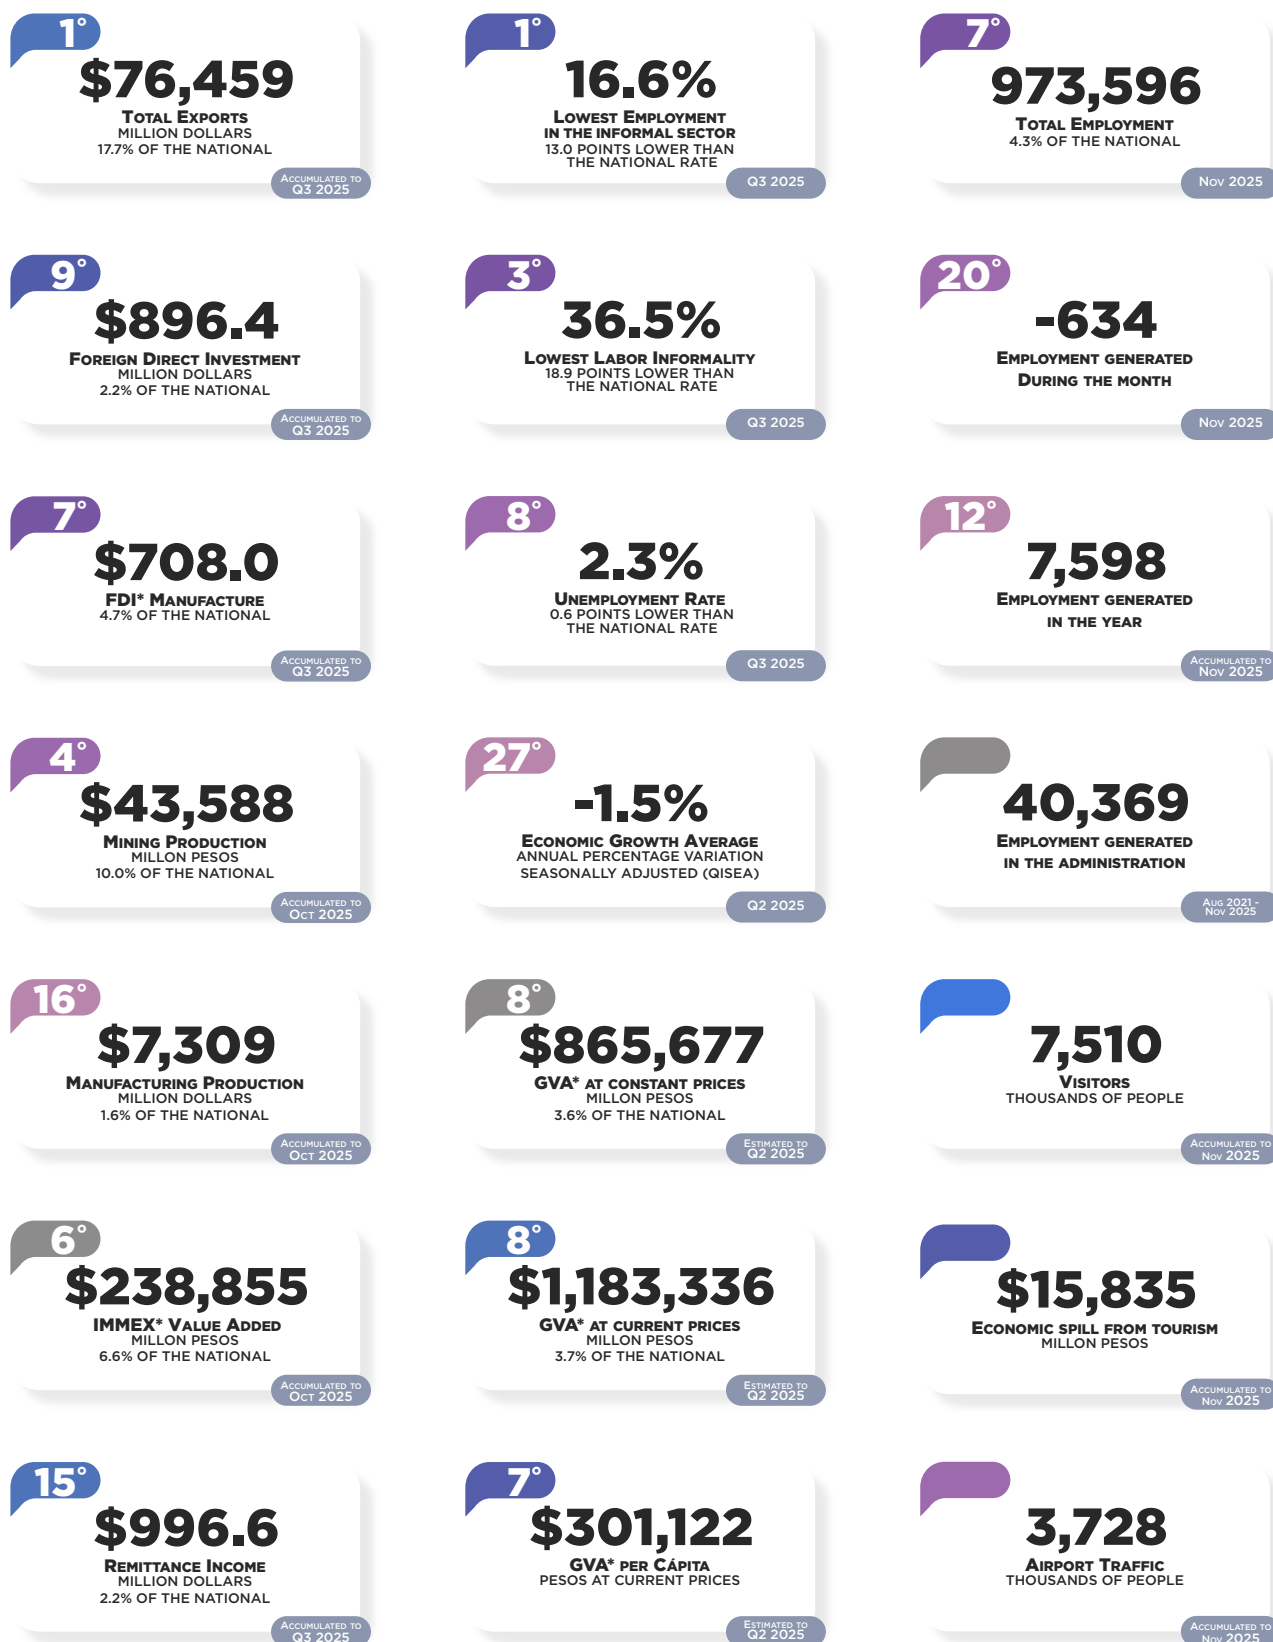 1°
$76,459
Total Exports
MILLION DOLLARS
17.7% OF THE NATIONAL
Accumulated to
Q3 2025
1°
16.6%
Lowest Employment
in the informal sector
13.0 POINTS LOWER THAN
THE NATIONAL RATE
Q3 2025
7°
973,596
Total Employment
4.3% OF THE NATIONAL
Nov 2025
9°
$896.4
Foreign Direct Investment
MILLION DOLLARS
2.2% OF THE NATIONAL
Accumulated to
Q3 2025
3°
36.5%
Lowest Labor Informality
18.9 POINTS LOWER THAN
THE NATIONAL RATE
Q3 2025
20°
-634
Employment generated
During the month
Nov 2025
7°
$708.0
FDI* Manufacture
4.7% OF THE NATIONAL
Accumulated to
Q3 2025
8°
2.3%
Unemployment Rate
0.6 POINTS LOWER THAN
THE NATIONAL RATE
Q3 2025
12°
7,598
Employment generated
in the year
Accumulated to
Nov 2025
4°
$43,588
Mining Production
MILLON PESOS
10.0% OF THE NATIONAL
Accumulated to
Oct 2025
27°
-1.5%
Economic Growth Average
ANNUAL PERCENTAGE VARIATION
SEASONALLY ADJUSTED (QISEA)
Q2 2025
40,369
Employment generated
in the administration
Aug 2021 -
Nov 2025
16°
$7,309
Manufacturing Production
MILLION DOLLARS
1.6% OF THE NATIONAL
Accumulated to
Oct 2025
8°
$865,677
GVA* at constant prices
MILLON PESOS
3.6% OF THE NATIONAL
Estimated to
Q2 2025
7,510
Visitors
THOUSANDS OF PEOPLE
Accumulated to
Nov 2025
6°
$238,855
IMMEX* Value Added
MILLON PESOS
6.6% OF THE NATIONAL
Accumulated to
Oct 2025
8°
$1,183,336
GVA* at current prices
MILLON PESOS
3.7% OF THE NATIONAL
Estimated to
Q2 2025
$15,835
Economic spill from tourism
MILLON PESOS
Accumulated to
Nov 2025
15°
$996.6
Remittance Income
MILLION DOLLARS
2.2% OF THE NATIONAL
Accumulated to
Q3 2025
7°
$301,122
GVA* per Cápita
PESOS AT CURRENT PRICES
Estimated to
Q2 2025
3,728
Airport Traffic
THOUSANDS OF PEOPLE
Accumulated to
Nov 2025